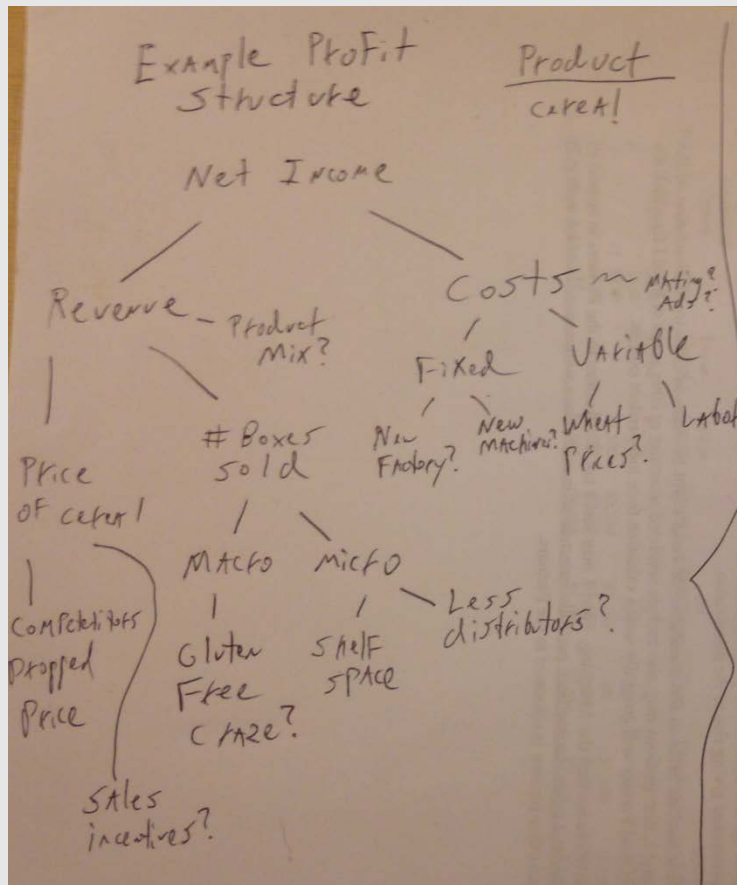 Example Profit
Structure
Product
cereal
Net Income
Revenue
Product
Mix?
Costs
Ads?
Fixed
Variable
New
Factory?
New
Machines?
Wheat
Prices?
Labor
Price
of cereal
# Boxes
sold
Macro
Micro
Competitors
Dropped
Price
Sales
incentives?
Gluten
Free
Craze?
Shelf
Space
Less
distributors?